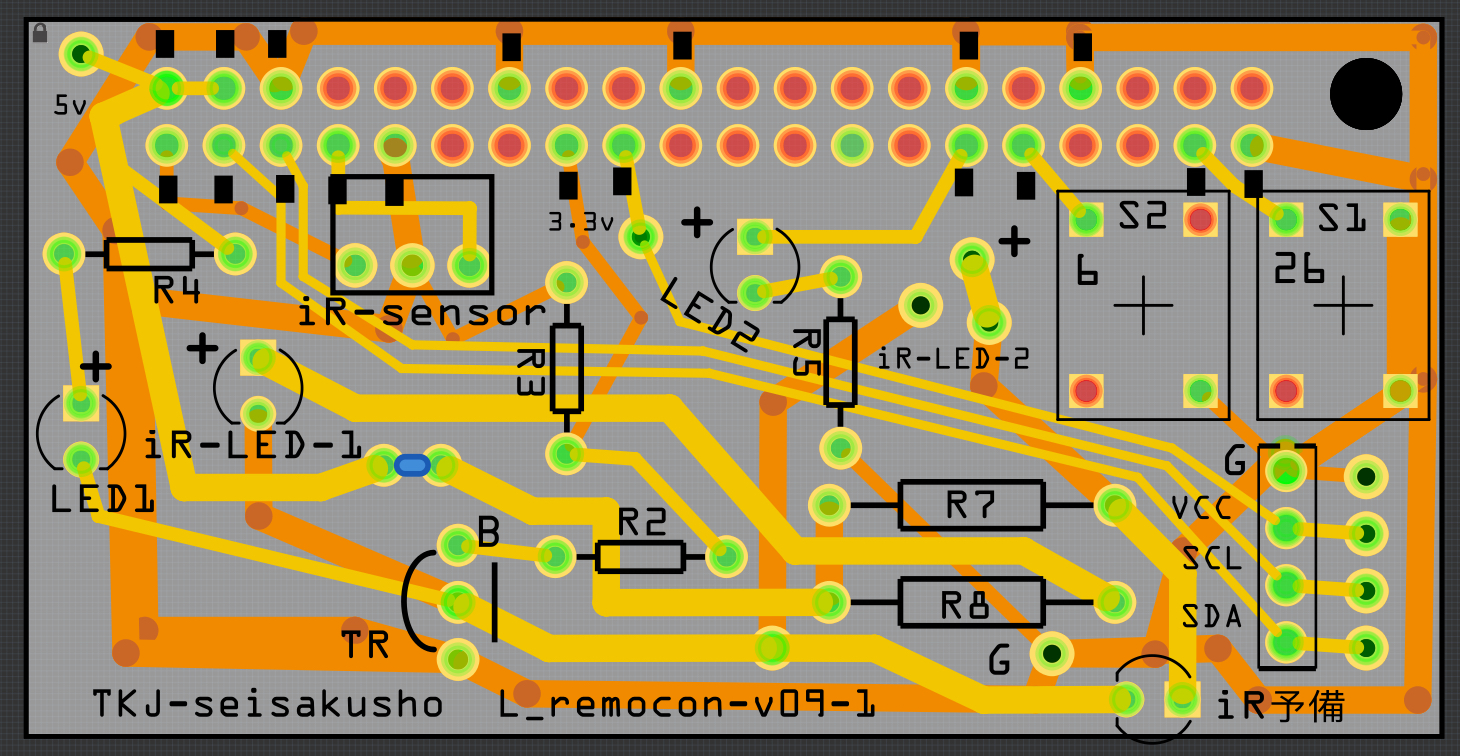 5v
3.3v
+
+
S2
S1
6
26
R4
iR-sensor
LED2
+
R3
R5
iR-LED-2
+
iR-LED-1
G
LED1
R7
VCC
B
R2
SCL
R8
SDA
TR
G
TKJ-seisakusho
L_remocon-v09-1
iR予備